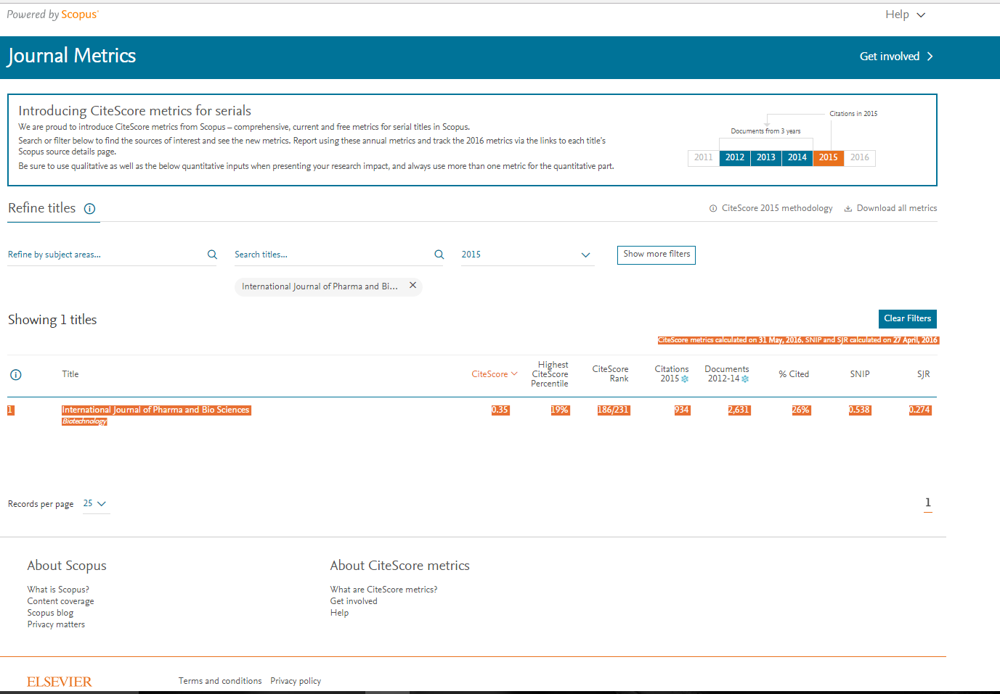 Powered by Scopus®
Help
Journal Metrics
Get involved
Introducing CiteScore metrics for serials
We are proud to introduce CiteScore metrics from Scopus – comprehensive, current and free metrics for serial titles in Scopus.
Search or filter below to find the sources of interest and see the new metrics. Report using these annual metrics and track the 2016 metrics via the links to each title's
Scopus source details page.
Be sure to use qualitative as well as the below quantitative inputs when presenting your research impact, and always use more than one metric for the quantitative part.
Citations in 2015
Documents from 3 years
2011 2012 2013 2014 2015 2016
Refine titles
CiteScore 2015 methodology Download all metrics
Refine by subject areas... Search titles... 2015 Show more filters
International Journal of Pharma and Bi...
Showing 1 titles
Clear Filters
CiteScore metrics calculated on 31 May, 2016. SNIP and SJR calculated on 27 April, 2016
Title CiteScore Highest CiteScore Percentile CiteScore Rank Citations 2015 Documents 2012-14 % Cited SNIP SJR
1 International Journal of Pharma and Bio Sciences 0.35 19% 186/231 934 2,631 26% 0.538 0.274
Biotechnology
Records per page 25
1
About Scopus
What is Scopus?
Content coverage
Scopus blog
Privacy matters
About CiteScore metrics
What are CiteScore metrics?
Get involved
Help
ELSEVIER
Terms and conditions Privacy policy